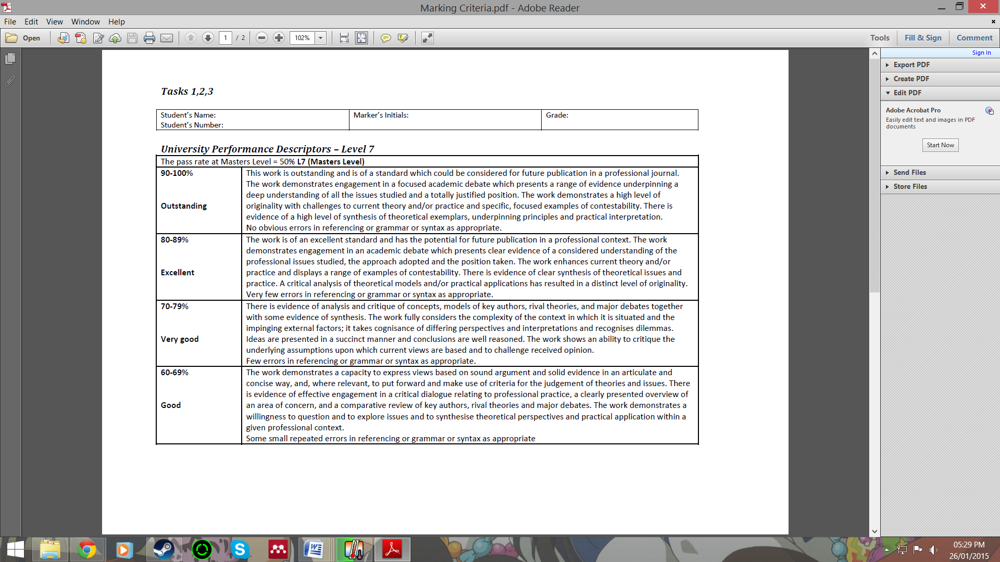 Marking Criteria.pdf - Adobe Reader
File Edit View Window Help
Open 1 / 2 102% Tools Fill & Sign Comment
Sign In
Export PDF
Create PDF
Edit PDF
Adobe Acrobat Pro
Easily edit text and images in PDF
documents
Start Now
Send Files
Store Files
Tasks 1,2,3
Student's Name: Marker's Initials: Grade:
Student's Number:
University Performance Descriptors – Level 7
The pass rate at Masters Level = 50% L7 (Masters Level)
90-100%
Outstanding
This work is outstanding and is of a standard which could be considered for future publication in a professional journal.
The work demonstrates engagement in a focused academic debate which presents a range of evidence underpinning a
deep understanding of all the issues studied and a totally justified position. The work demonstrates a high level of
originality with challenges to current theory and/or practice and specific, focused examples of contestability. There is
evidence of a high level of synthesis of theoretical exemplars, underpinning principles and practical interpretation.
No obvious errors in referencing or grammar or syntax as appropriate.
80-89%
Excellent
The work is of an excellent standard and has the potential for future publication in a professional context. The work
demonstrates engagement in an academic debate which presents clear evidence of a considered understanding of the
professional issues studied, the approach adopted and the position taken. The work enhances current theory and/or
practice and displays a range of examples of contestability. There is evidence of clear synthesis of theoretical issues and
practice. A critical analysis of theoretical models and/or practical applications has resulted in a distinct level of originality.
Very few errors in referencing or grammar or syntax as appropriate.
70-79%
Very good
There is evidence of analysis and critique of concepts, models of key authors, rival theories, and major debates together
with some evidence of synthesis. The work fully considers the complexity of the context in which it is situated and the
impinging external factors; it takes cognisance of differing perspectives and interpretations and recognises dilemmas.
Ideas are presented in a succinct manner and conclusions are well reasoned. The work shows an ability to critique the
underlying assumptions upon which current views are based and to challenge received opinion.
Few errors in referencing or grammar or syntax as appropriate.
60-69%
Good
The work demonstrates a capacity to express views based on sound argument and solid evidence in an articulate and
concise way, and, where relevant, to put forward and make use of criteria for the judgement of theories and issues. There
is evidence of effective engagement in a critical dialogue relating to professional practice, a clearly presented overview of
an area of concern, and a comparative review of key authors, rival theories and major debates. The work demonstrates a
willingness to question and to explore issues and to synthesise theoretical perspectives and practical application within a
given professional context.
Some small repeated errors in referencing or grammar or syntax as appropriate
05:29 PM
26/01/2015